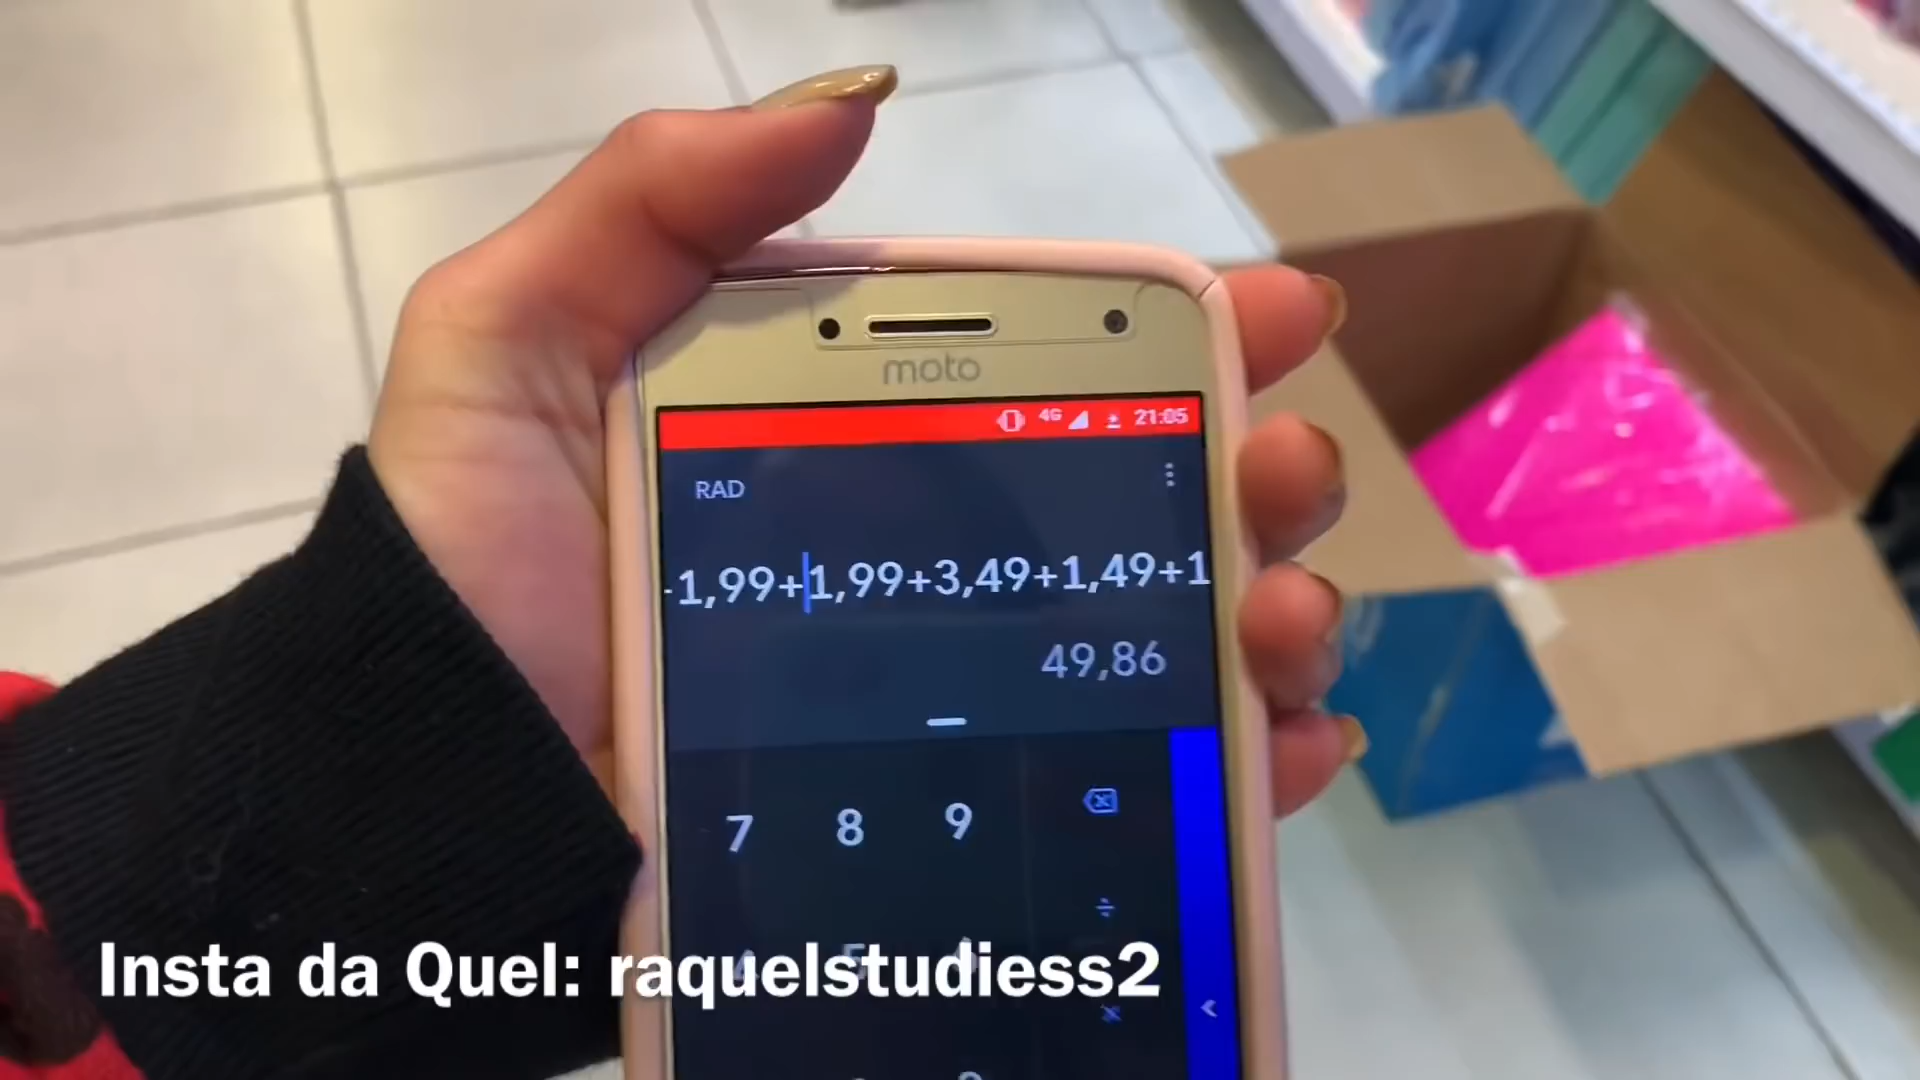 moto
4G 21:05
RAD
1,99+1,99+3,49+1,49+1
49,86
7 8 9
÷
Insta da Quel: raquelstudiess2